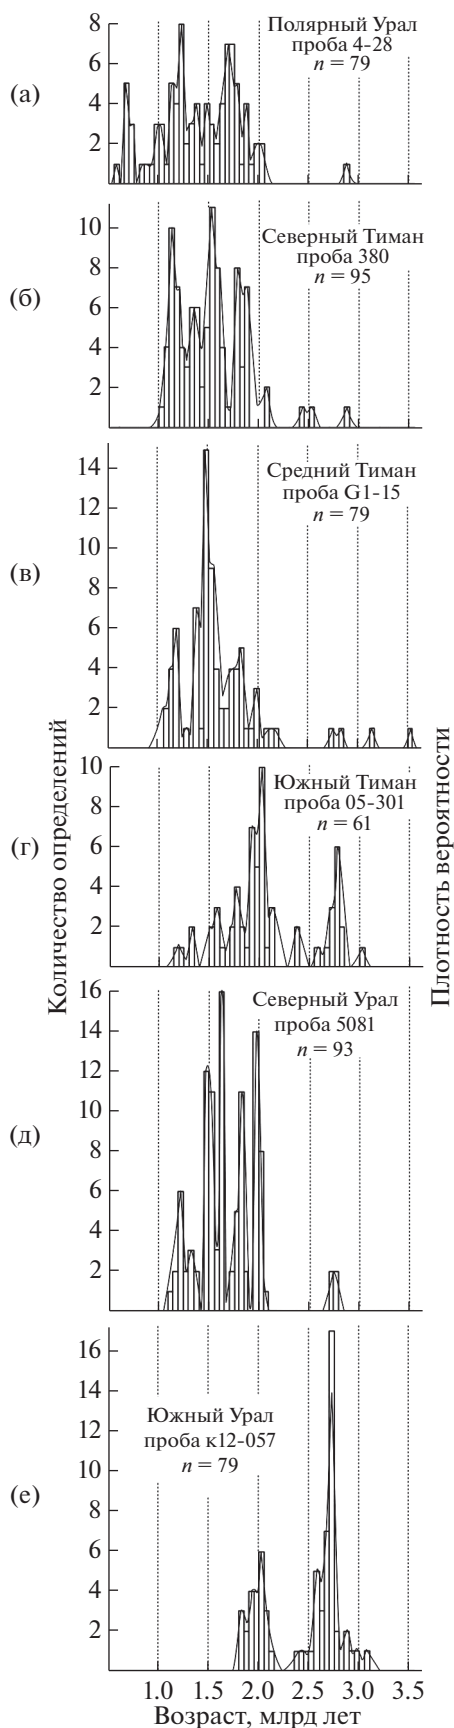 (а)
8
6
4
2
Полярный Урал
проба 4-28
n = 79
(б)
10
8
6
4
2
Северный Тиман
проба 380
n = 95
(в)
14
12
10
8
6
4
2
Средний Тиман
проба G1-15
n = 79
Количество определений
Плотность вероятности
(г)
10
8
6
4
2
Южный Тиман
проба 05-301
n = 61
(д)
16
14
12
10
8
6
4
2
Северный Урал
проба 5081
n = 93
(е)
16
14
12
10
8
6
4
2
Южный Урал
проба к12-057
n = 79
1.0 1.5 2.0 2.5 3.0 3.5
Возраст, млрд лет